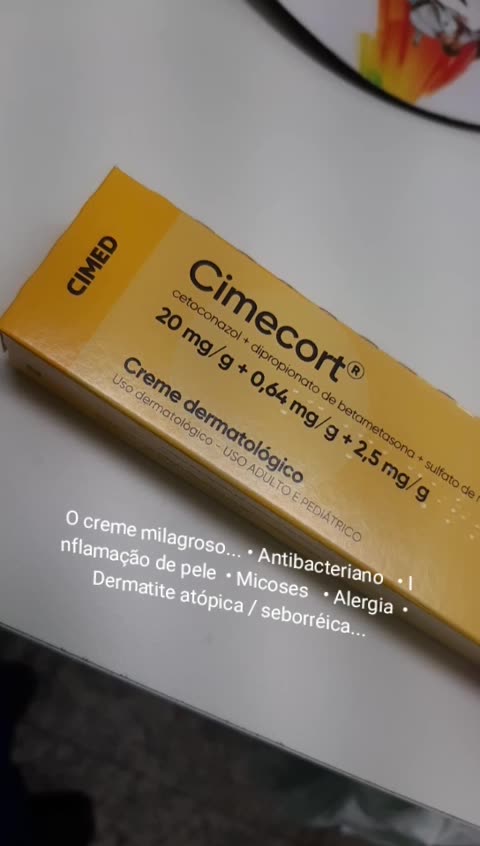 CIMED
Cimecort®
cetoconazol + dipropionato de betametasona + sulfato de
20 mg/g + 0,64 mg/g + 2,5 mg/g
Creme dermatológico
Uso dermatológico - USO ADULTO E PEDIÁTRICO
O creme milagroso... • Antibacteriano • I
nflamação de pele • Micoses • Alergia •
Dermatite atópica / seborréica...